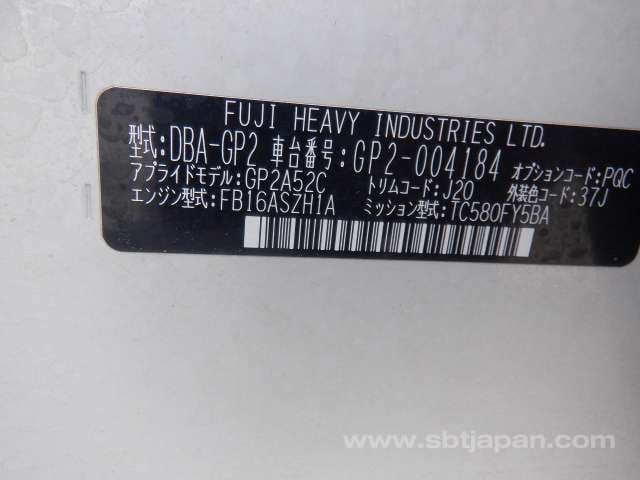 FUJI HEAVY INDUSTRIES LTD.
型式:DBA-GP2 車台番号:GP2-004184 オプションコード:PGC
アプライドモデル:GP2A52C トリムコード:J20 外装色コード:37J
エンジン型式:FB16ASZH1A ミッション型式:TC580FY5BA
www.sbtjapan.com/